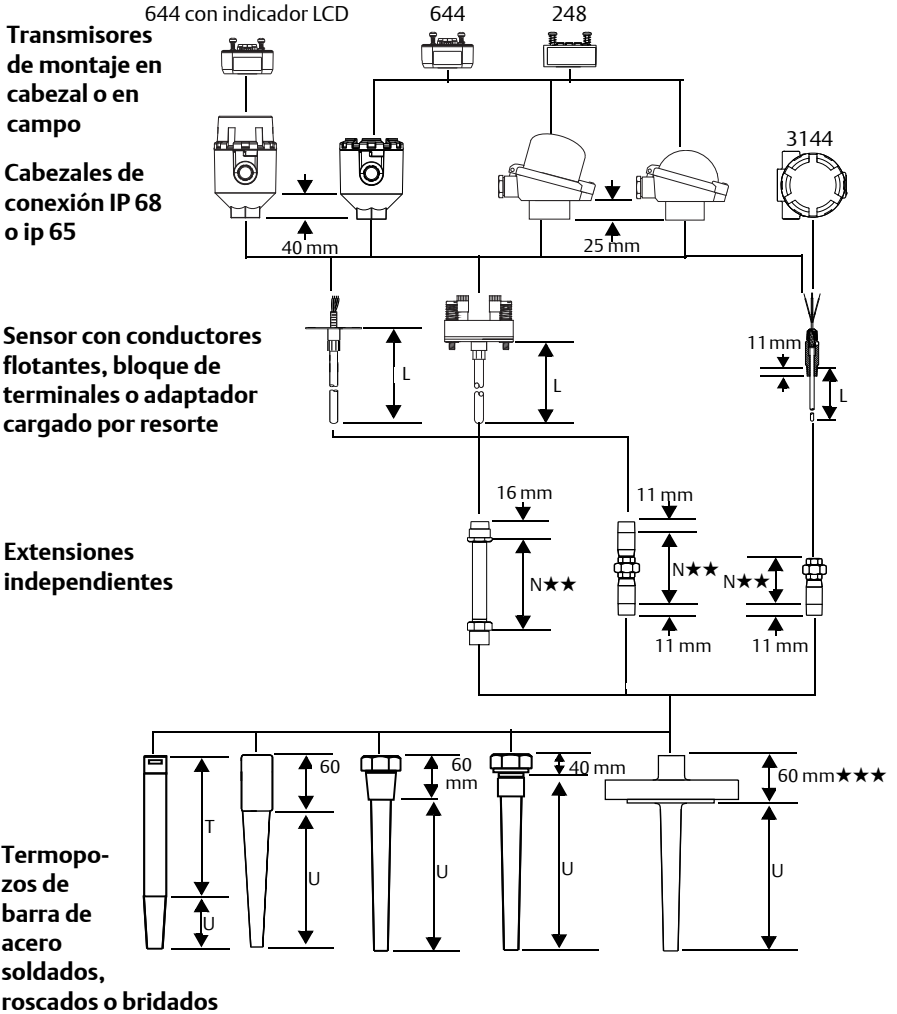 644 con indicador LCD
644
248
Transmisores
de montaje en
cabezal o en
campo
3144
Cabezales de
conexión IP 68
o ip 65
40 mm
25 mm
Sensor con conductores
flotantes, bloque de
terminales o adaptador
cargado por resorte
L
L
11 mm
L
16 mm
11 mm
Extensiones
independientes
N★★
N★★
N★★
11 mm
11 mm
60
60
mm
40 mm
60 mm★★★
T
U
U
U
U
U
Termopo-
zos de
barra de
acero
soldados,
roscados o bridados